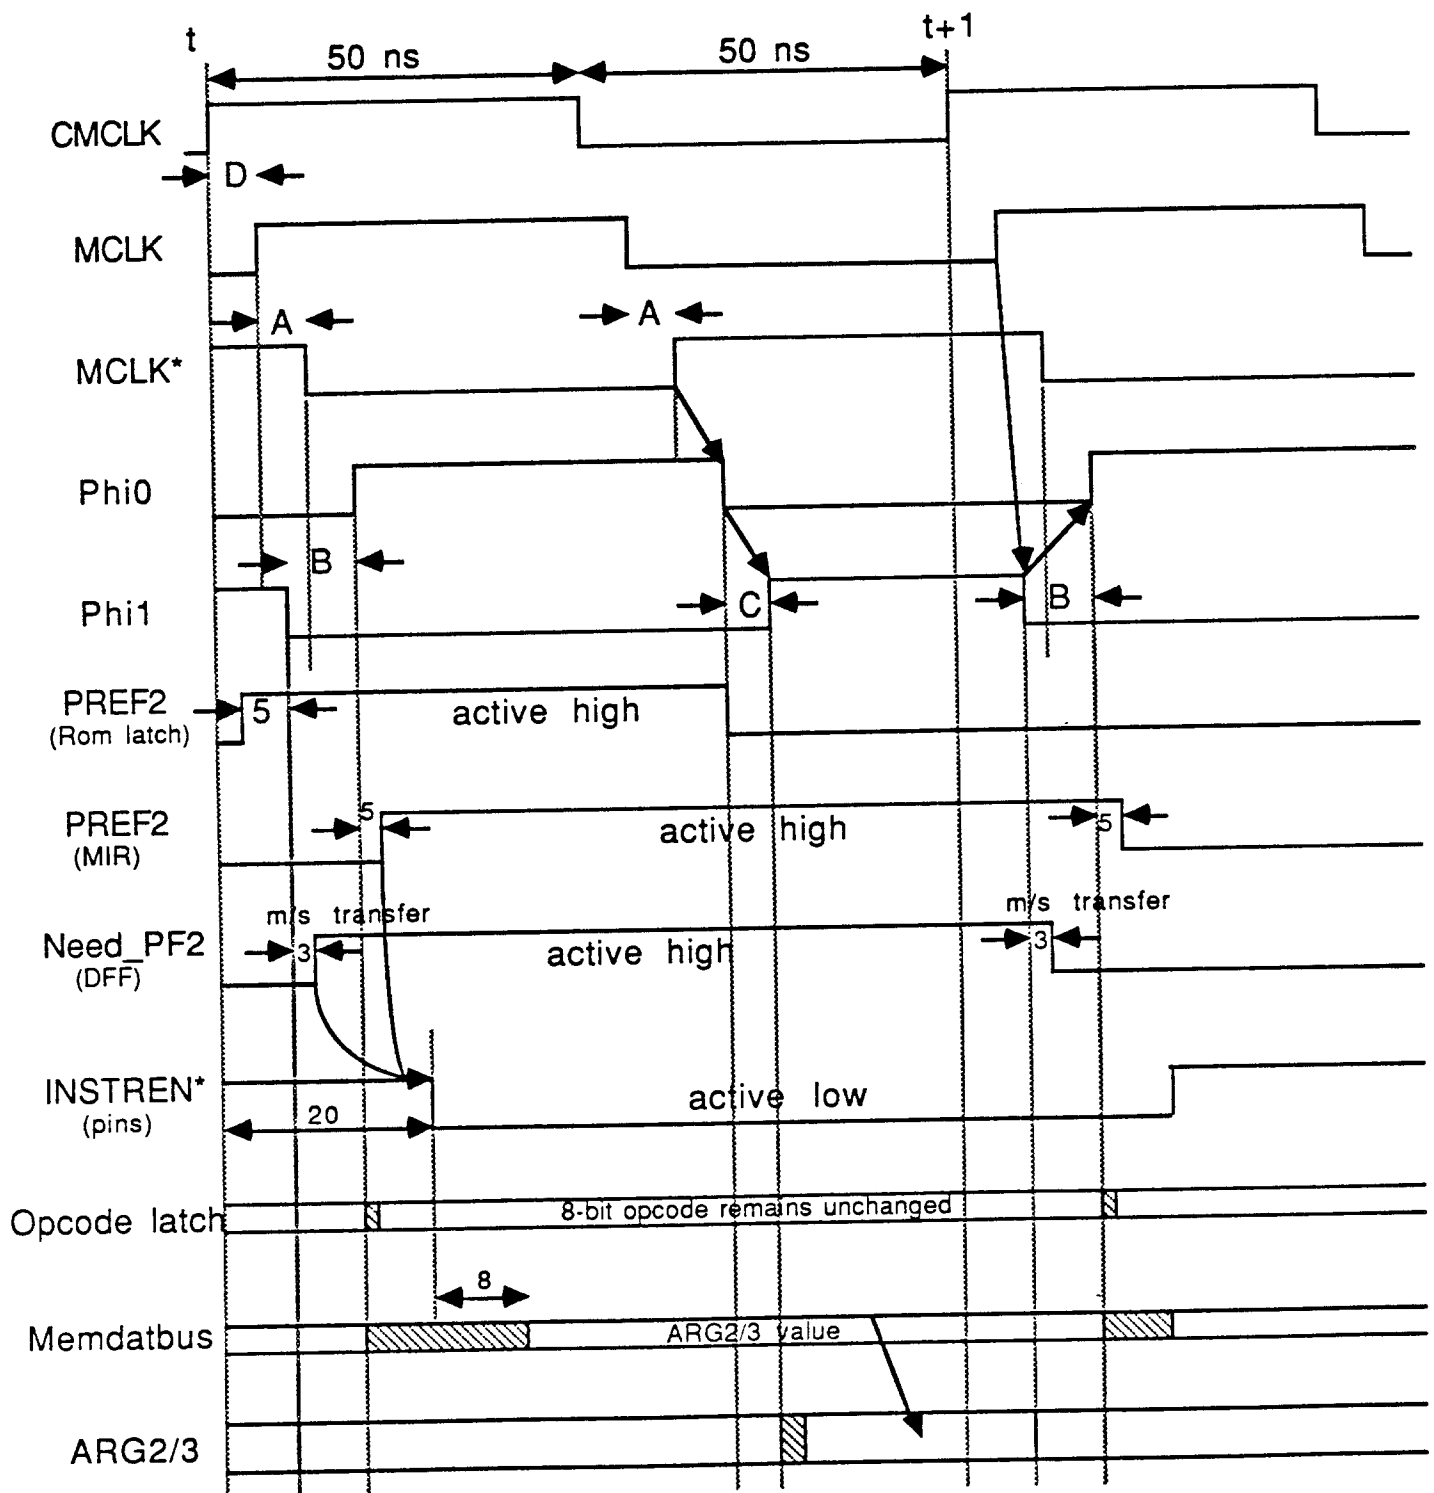 t
t+1
50 ns
50 ns
CMCLK
D
MCLK
A
A
MCLK*
Phi0
B
Phi1
C
B
PREF2
(Rom latch)
5
active high
PREF2
(MIR)
5
active high
5
m/s transfer
m/s transfer
Need_PF2
(DFF)
3
active high
3
INSTREN*
(pins)
20
active low
Opcode latch
8-bit opcode remains unchanged
8
Memdatbus
ARG2/3 value
ARG2/3